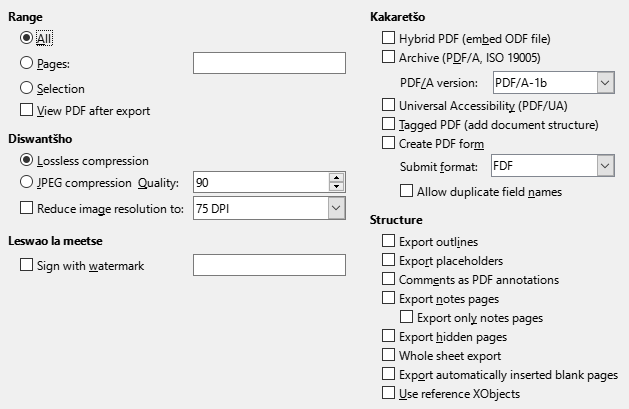 Range
All
Pages:
Selection
View PDF after export
Diswantšho
Lossless compression
JPEG compression Quality: 90
Reduce image resolution to: 75 DPI
Leswao la meetse
Sign with watermark
Kakaretšo
Hybrid PDF (embed ODF file)
Archive (PDF/A, ISO 19005)
PDF/A version: PDF/A-1b
Universal Accessibility (PDF/UA)
Tagged PDF (add document structure)
Create PDF form
Submit format: FDF
Allow duplicate field names
Structure
Export outlines
Export placeholders
Comments as PDF annotations
Export notes pages
Export only notes pages
Export hidden pages
Whole sheet export
Export automatically inserted blank pages
Use reference XObjects